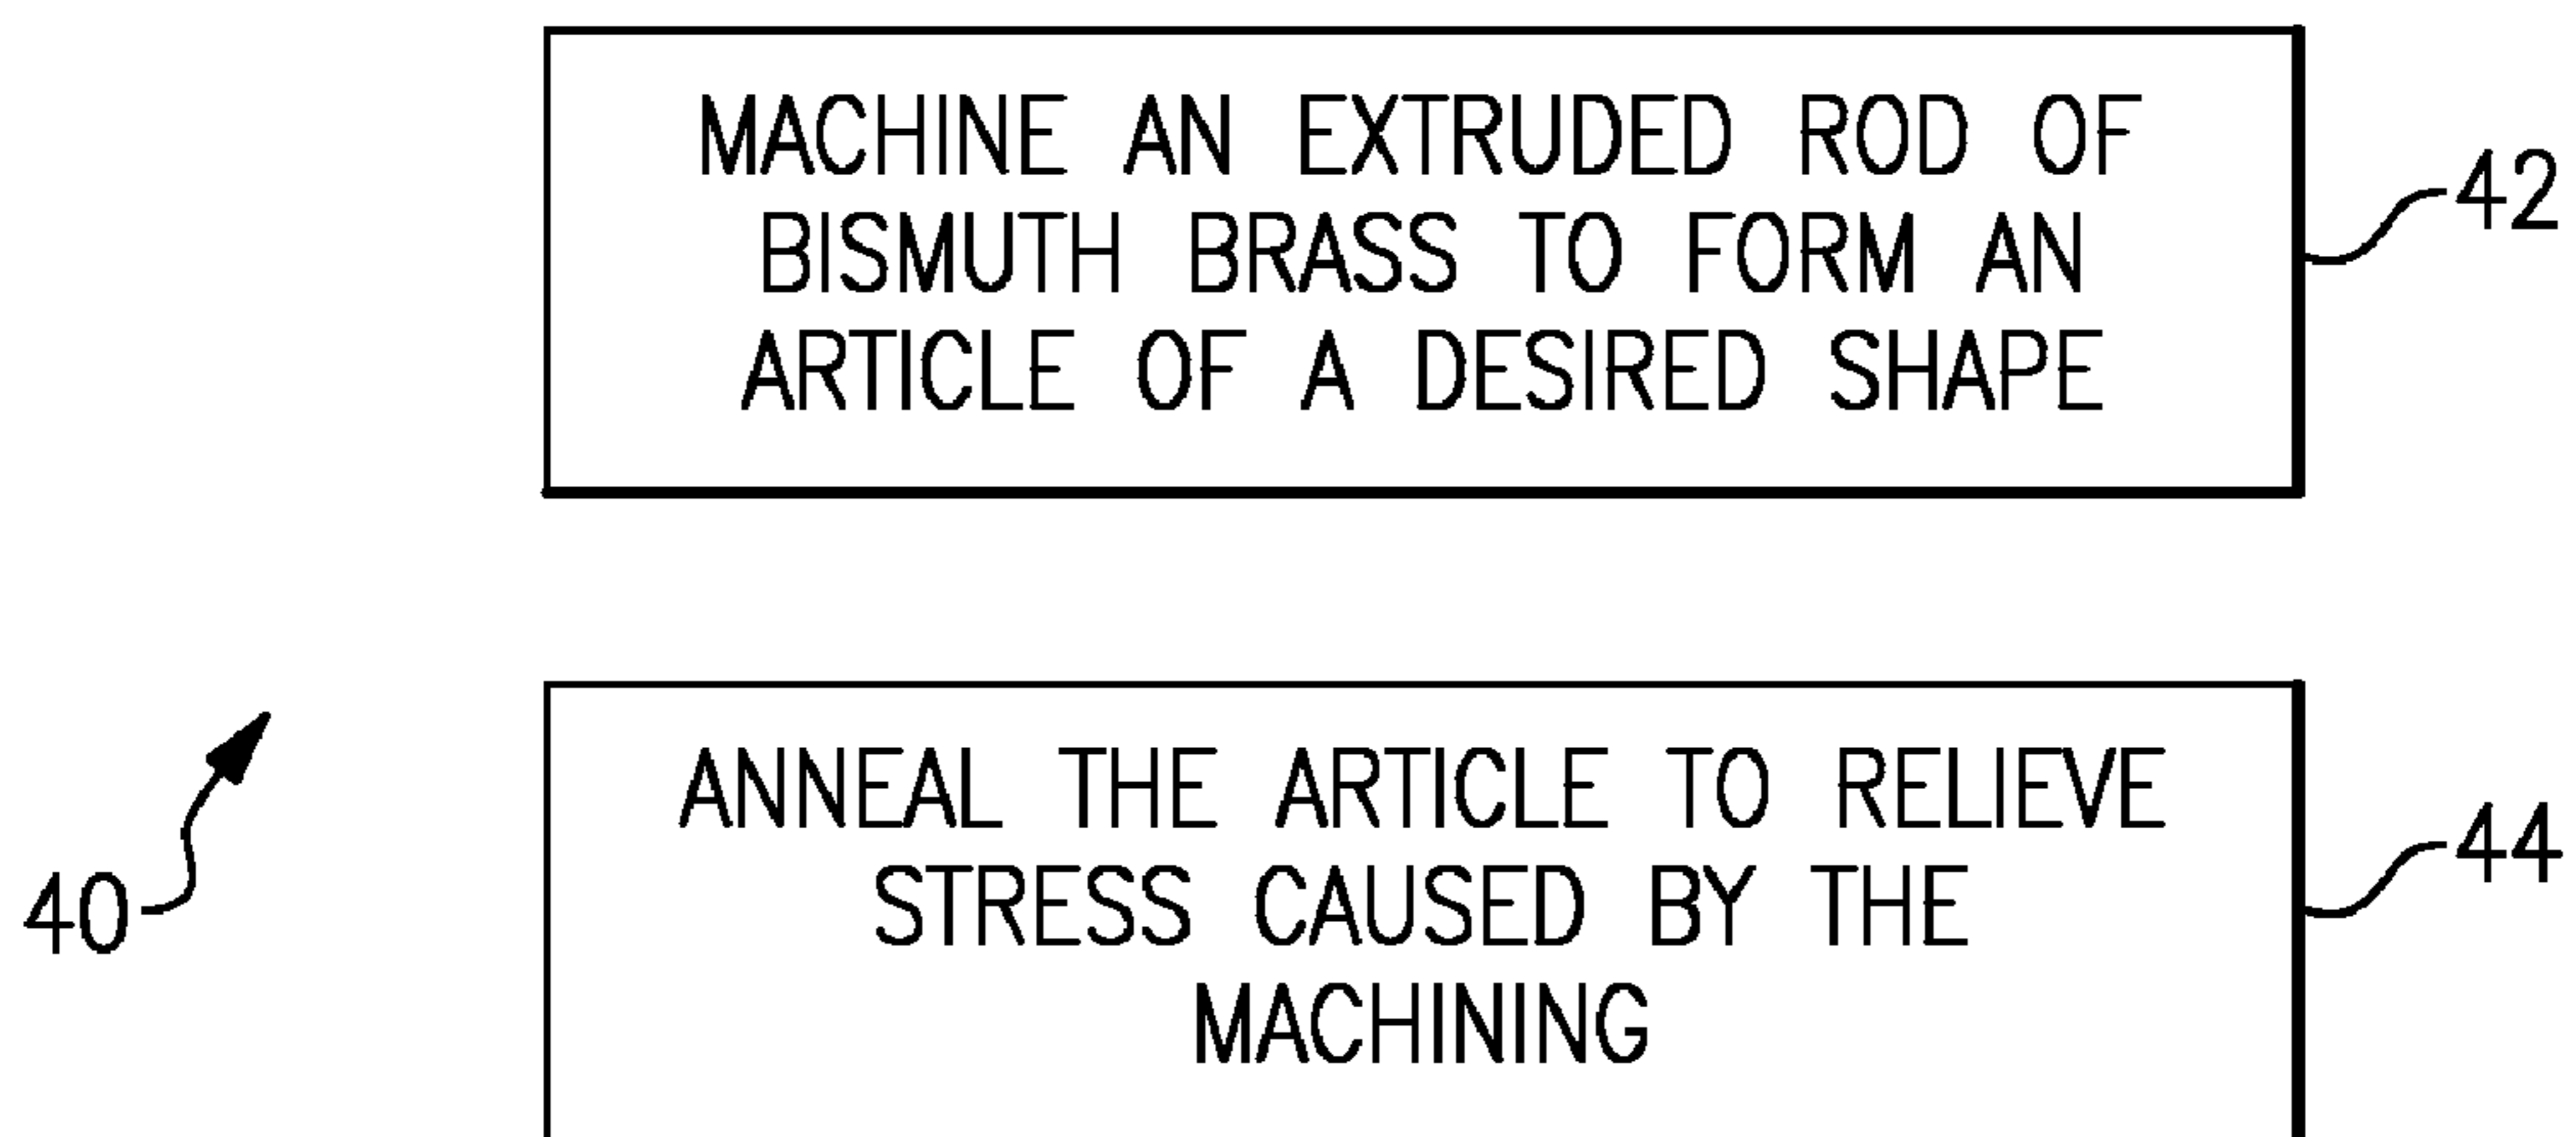 MACHINE AN EXTRUDED ROD OF
BISMUTH BRASS TO FORM AN
ARTICLE OF A DESIRED SHAPE
42
ANNEAL THE ARTICLE TO RELIEVE
STRESS CAUSED BY THE
MACHINING
44
40